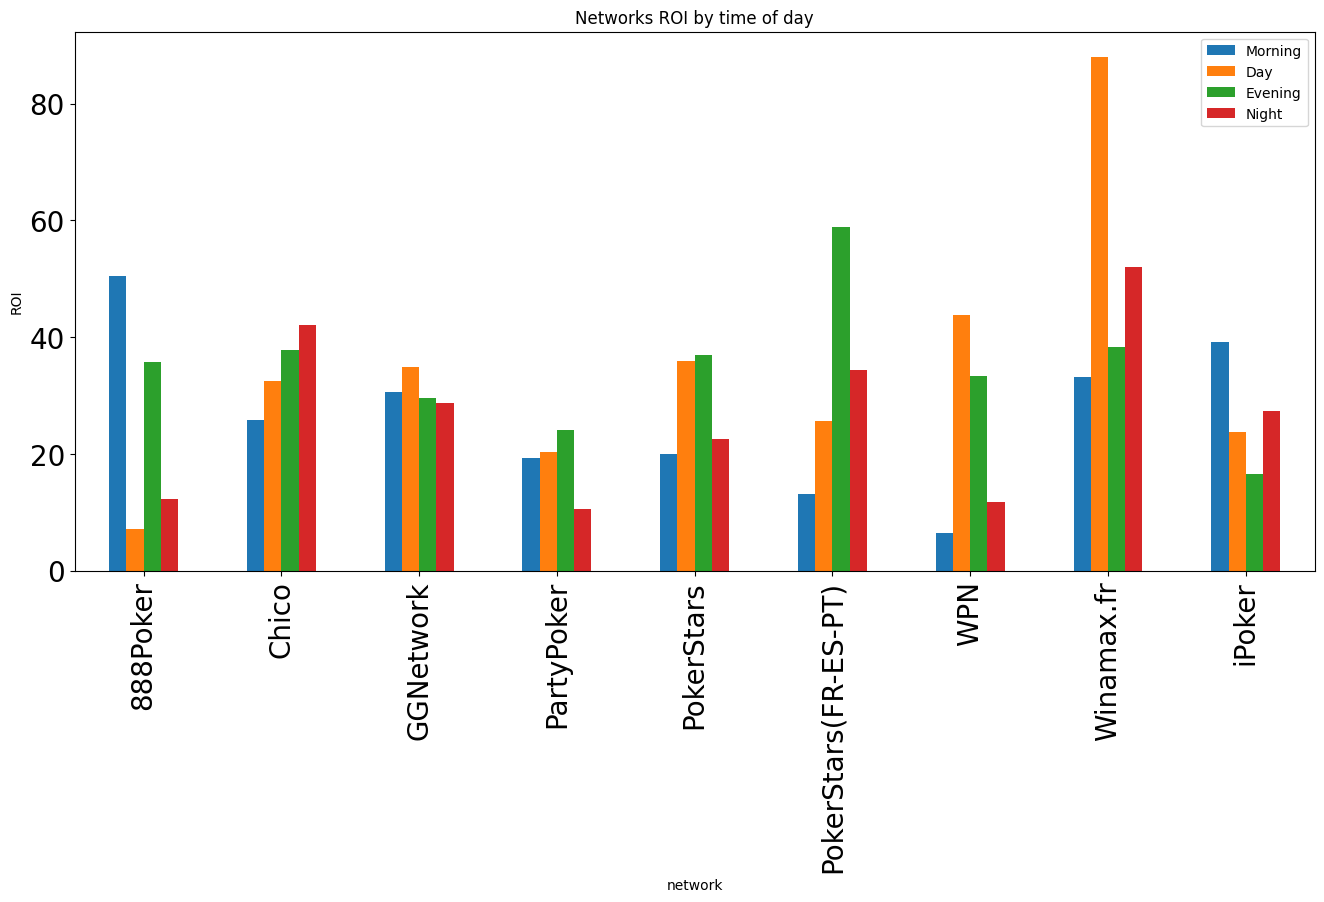 Networks ROI by time of day
Morning
Day
Evening
Night
ROI
80
60
40
20
0
888Poker
Chico
GGNetwork
PartyPoker
PokerStars
PokerStars(FR-ES-PT)
WPN
Winamax.fr
iPoker
network